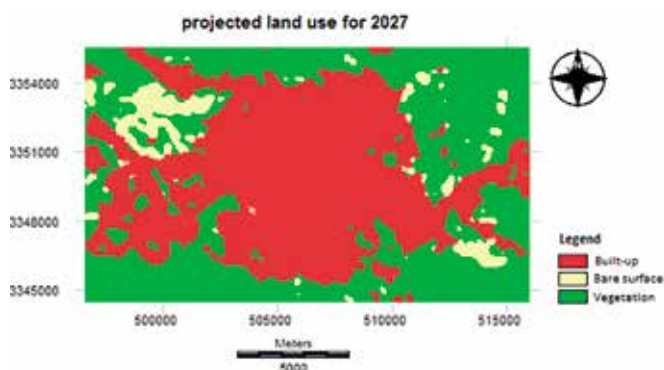 projected land use for 2027
3354000
3351000
3348000
3345000
500000 505000 510000 515000
Meters
5000
Legend
Built-up
Bare surface
Vegetation